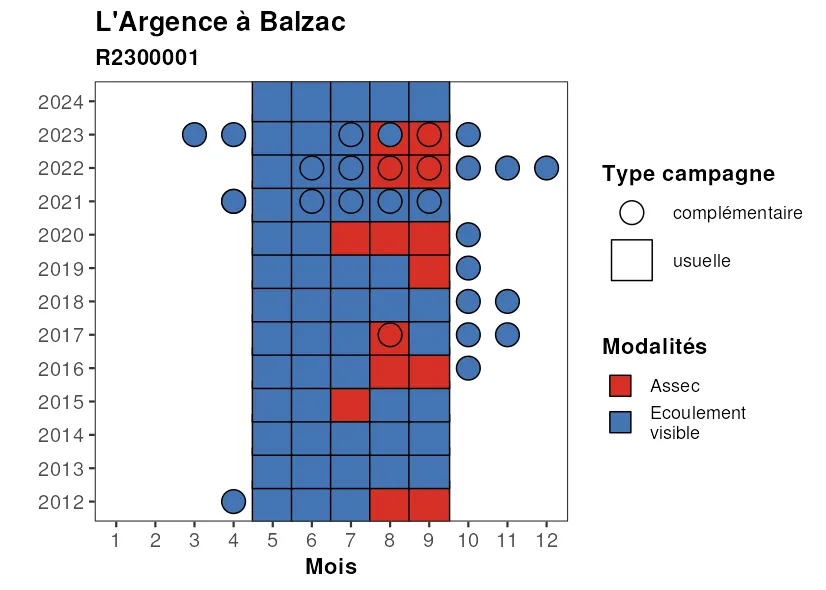 L'Argence à Balzac
R2300001
2024
2023
2022
2021
2020
2019
2018
2017
2016
2015
2014
2013
2012
1 2 3 4 5 6 7 8 9 10 11 12
Mois
Type campagne
complémentaire
usuelle
Modalités
Assec
Ecoulement
visible